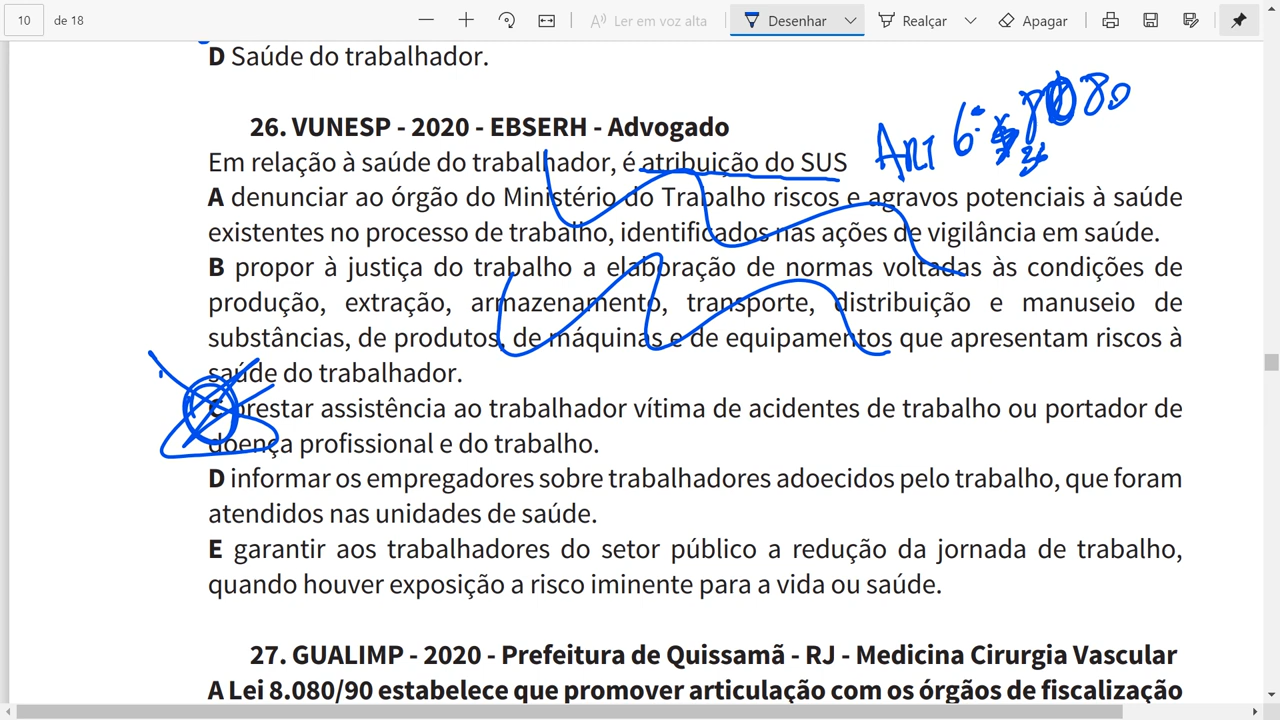 10 de 18 Ler em voz alta Desenhar Realçar Apagar
D Saúde do trabalhador.
26. VUNESP - 2020 - EBSERH - Advogado
Art 6º 8080
Em relação à saúde do trabalhador, é atribuição do SUS
A denunciar ao órgão do Ministério do Trabalho riscos e agravos potenciais à saúde
existentes no processo de trabalho, identificados nas ações de vigilância em saúde.
B propor à justiça do trabalho a elaboração de normas voltadas às condições de
produção, extração, armazenamento, transporte, distribuição e manuseio de
substâncias, de produtos, de máquinas e de equipamentos que apresentam riscos à
saúde do trabalhador.
C prestar assistência ao trabalhador vítima de acidentes de trabalho ou portador de
doença profissional e do trabalho.
D informar os empregadores sobre trabalhadores adoecidos pelo trabalho, que foram
atendidos nas unidades de saúde.
E garantir aos trabalhadores do setor público a redução da jornada de trabalho,
quando houver exposição a risco iminente para a vida ou saúde.
27. GUALIMP - 2020 - Prefeitura de Quissamã - RJ - Medicina Cirurgia Vascular
A Lei 8.080/90 estabelece que promover articulação com os órgãos de fiscalização